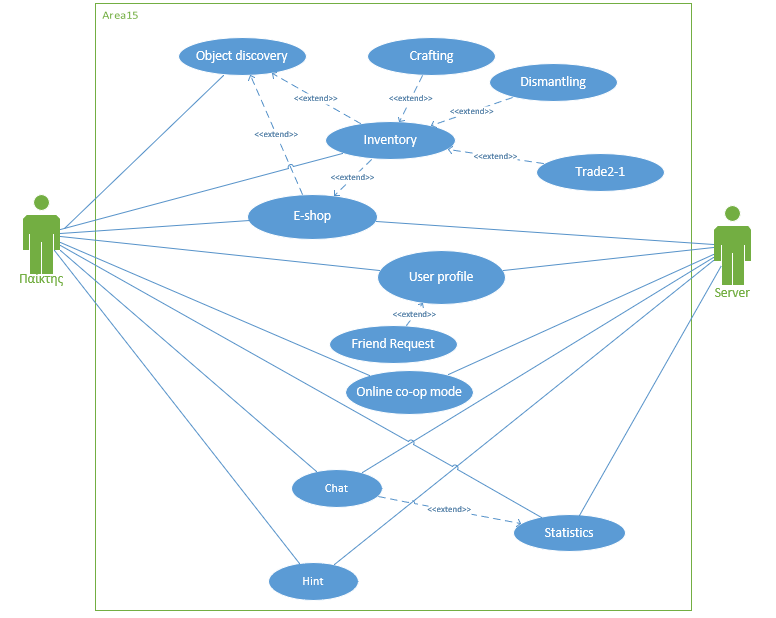 Area15
Object discovery
Crafting
Dismantling
<<extend>>
<<extend>>
<<extend>>
<<extend>>
Inventory
<<extend>>
Trade2-1
<<extend>>
E-shop
Παίκτης
User profile
Server
<<extend>>
Friend Request
Online co-op mode
Chat
<<extend>>
Statistics
Hint